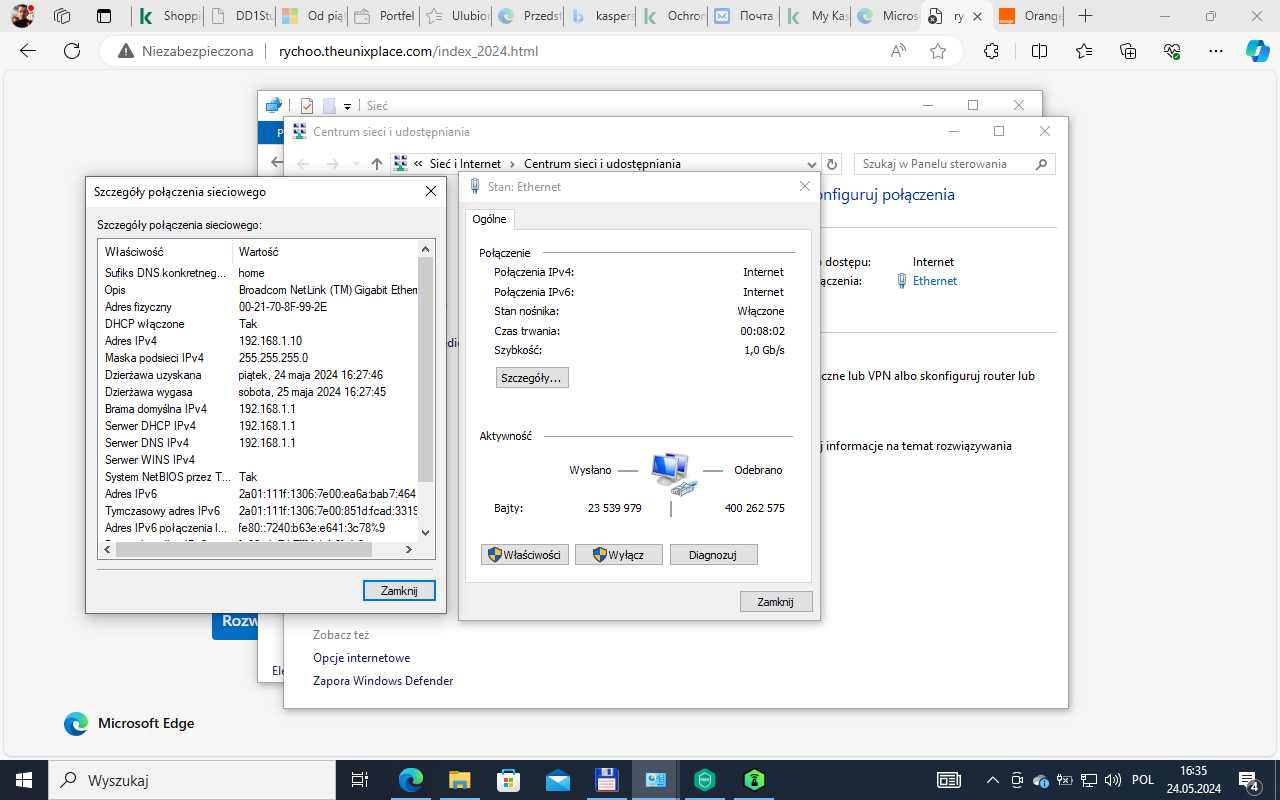 Shoppi
DD1Stu
Od pią
Portfel
Ulubior
Przedst
kaspers
Ochron
Почта
My Kas
Micros
ry
Orange
Niezabezpieczona
rychoo.theunixplace.com/index_2024.html
Sieć
Centrum sieci i udostępniania
« Sieć i Internet > Centrum sieci i udostępniania
Szukaj w Panelu sterowania
onfiguruj połączenia
o dostępu: Internet
łączenia: Ethernet
iczne lub VPN albo skonfiguruj router lub
j informacje na temat rozwiązywania
Zobacz też
Opcje internetowe
Zapora Windows Defender
Szczegóły połączenia sieciowego
Szczegóły połączenia sieciowego:
Właściwość Wartość
Sufiks DNS konkretneg... home
Opis Broadcom NetLink (TM) Gigabit Ethern
Adres fizyczny 00-21-70-8F-99-2E
DHCP włączone Tak
Adres IPv4 192.168.1.10
Maska podsieci IPv4 255.255.255.0
Dzierżawa uzyskana piątek, 24 maja 2024 16:27:46
Dzierżawa wygasa sobota, 25 maja 2024 16:27:45
Brama domyślna IPv4 192.168.1.1
Serwer DHCP IPv4 192.168.1.1
Serwer DNS IPv4 192.168.1.1
Serwer WINS IPv4
System NetBIOS przez T... Tak
Adres IPv6 2a01:111f:1306:7e00:ea6a:bab7:464
Tymczasowy adres IPv6 2a01:111f:1306:7e00:851d:fcad:3319
Adres IPv6 połączenia l... fe80::7240:b63e:e641:3c78%9
Zamknij
Stan: Ethernet
Ogólne
Połączenie
Połączenia IPv4: Internet
Połączenia IPv6: Internet
Stan nośnika: Włączone
Czas trwania: 00:08:02
Szybkość: 1,0 Gb/s
Szczegóły...
Aktywność
Wysłano Odebrano
Bajty: 23 539 979 400 262 575
Właściwości
Wyłącz
Diagnozuj
Zamknij
Rozw
Ele
Microsoft Edge
Wyszukaj
POL
16:35
24.05.2024
4